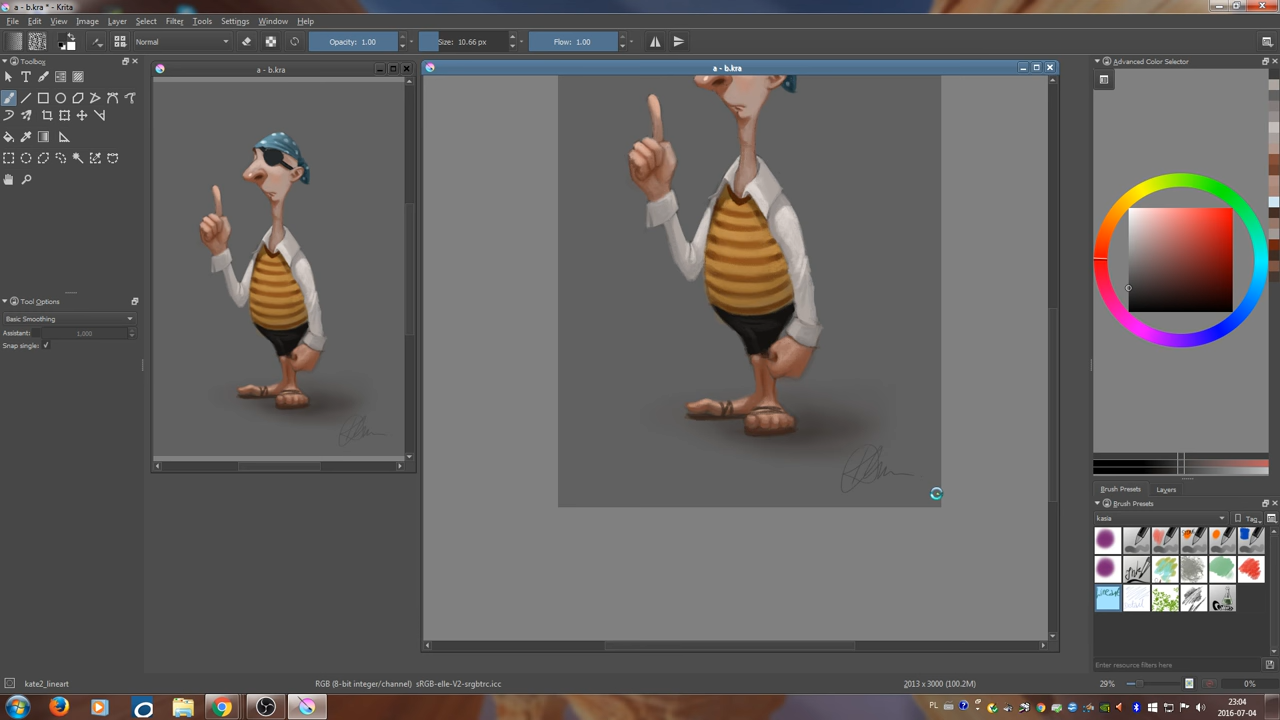 a - b.kra * - Krita
File Edit View Image Layer Select Filter Tools Settings Window Help
Normal Opacity: 1.00 Size: 10.66 px Flow: 1.00
Toolbox
a - b.kra
a - b.kra
Advanced Color Selector
Tool Options
Basic Smoothing
Assistant: 1,000
Snap single:
Brush Presets Layers
Brush Presets
kasia Tag
Enter resource filters here
kate2_lineart RGB (8-bit integer/channel) sRGB-elle-V2-srgbtrc.icc 2013 x 3000 (100.2M) 29% 0%
PL
23:04
2016-07-04